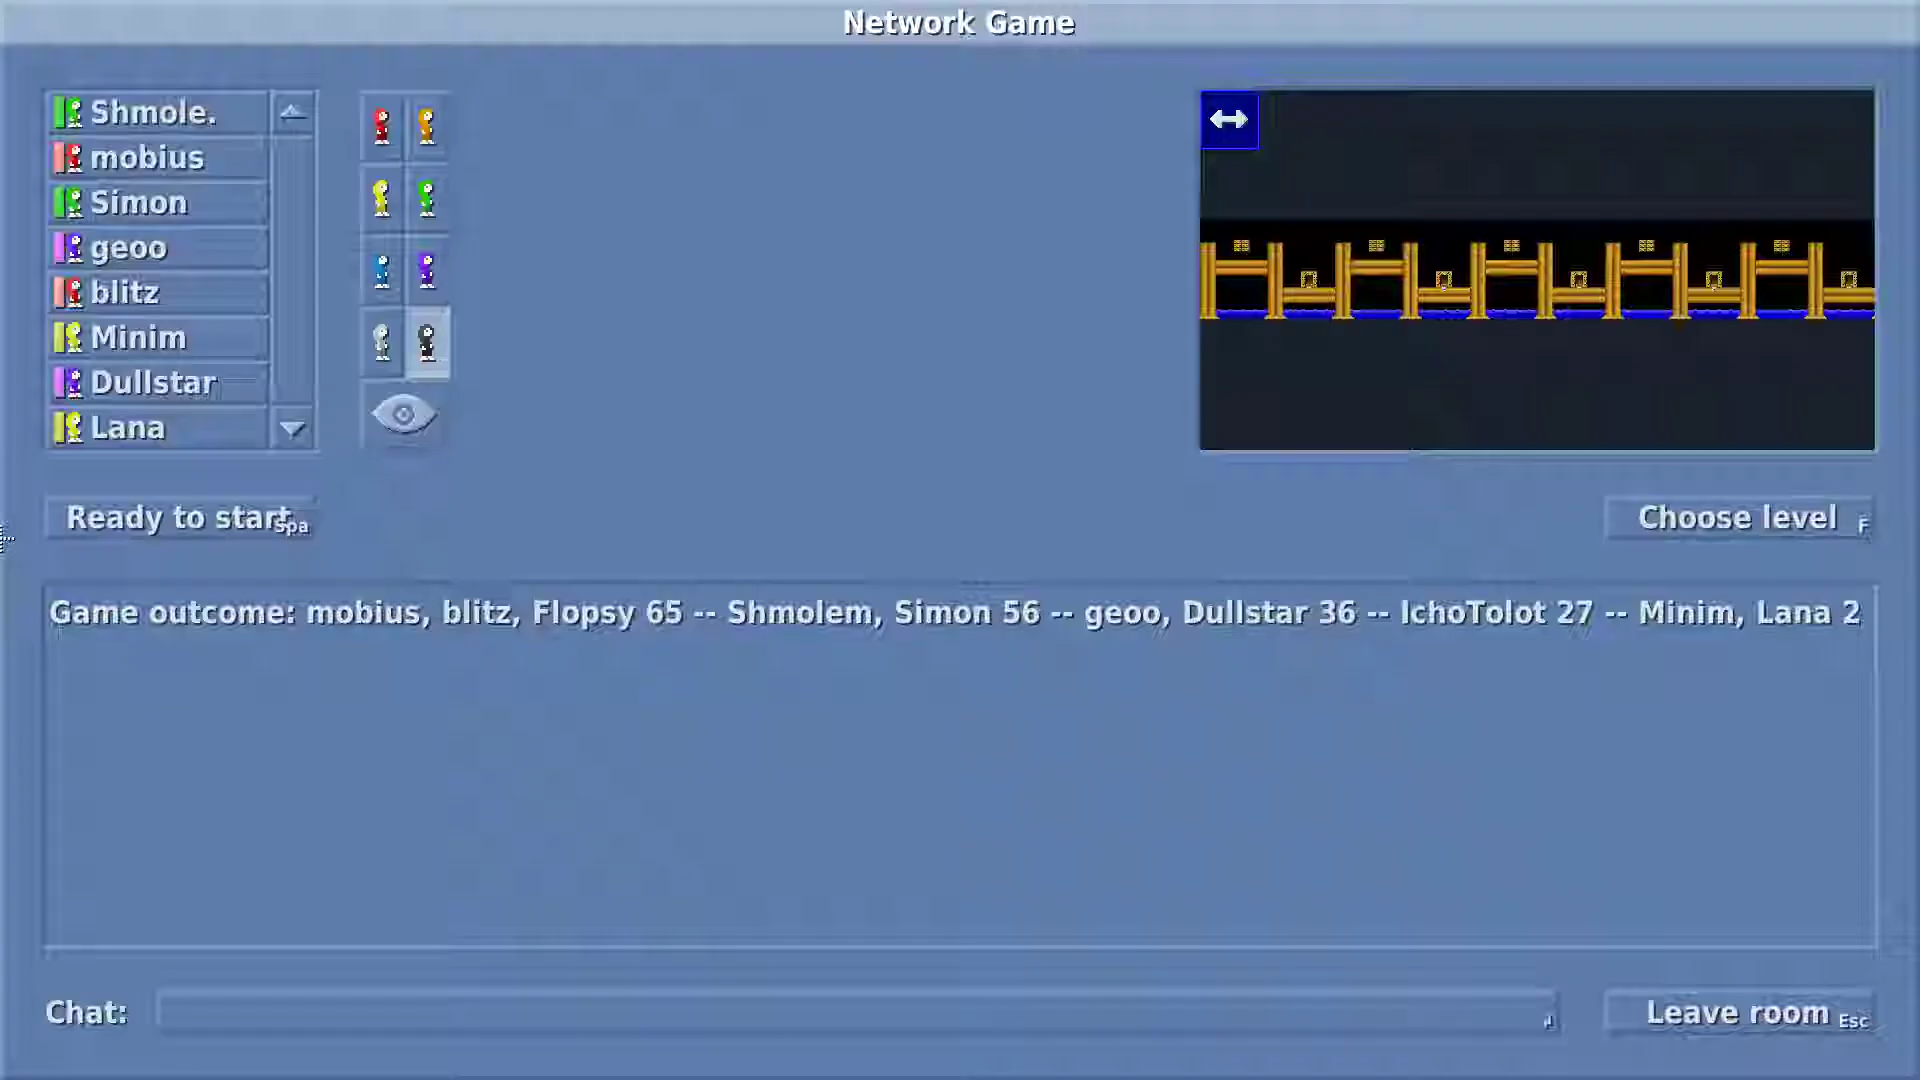 Network Game
Shmole.
mobius
Simon
geoo
blitz
Minim
Dullstar
Lana
Ready to start Spa
Choose level F
Game outcome: mobius, blitz, Flopsy 65 -- Shmolem, Simon 56 -- geoo, Dullstar 36 -- IchoTolot 27 -- Minim, Lana 2
Chat:
Leave room Esc